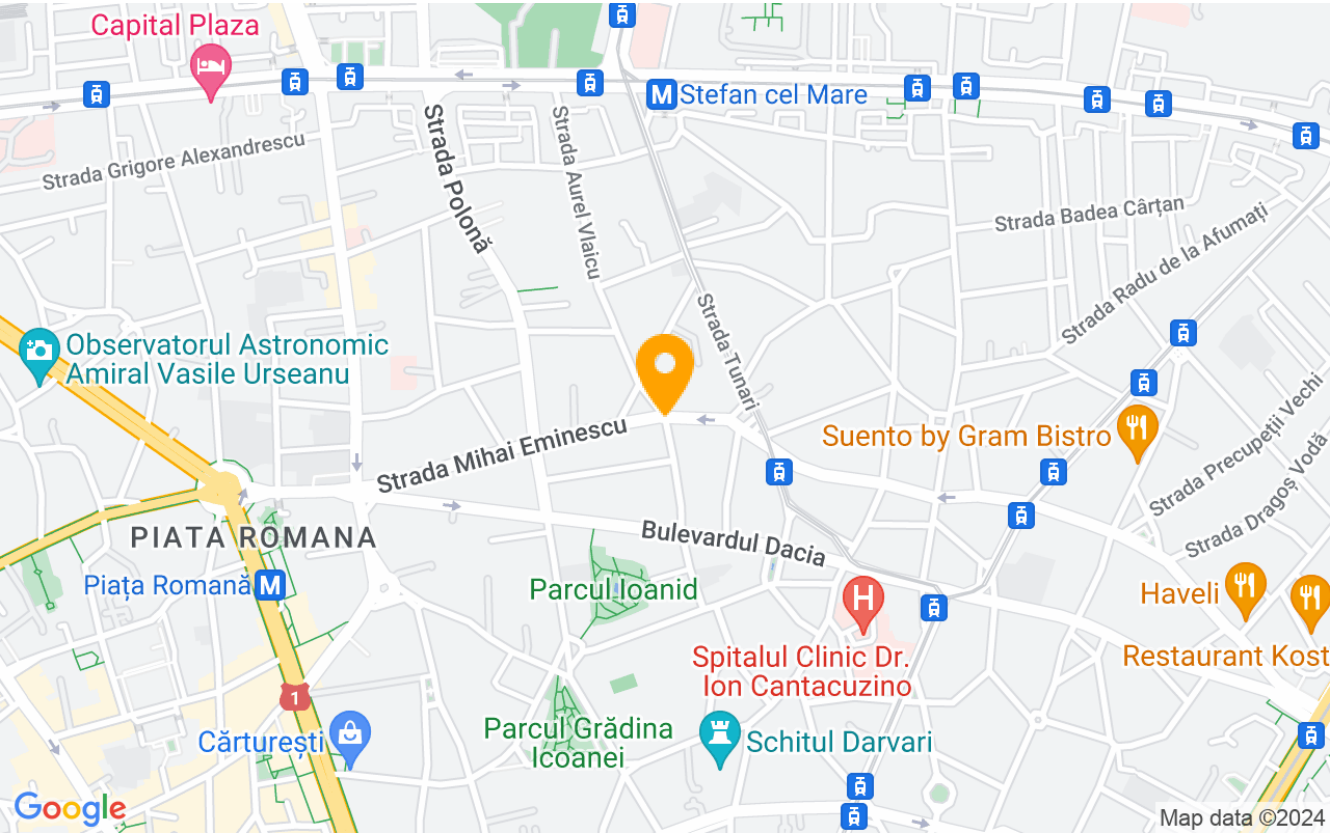 Capital Plaza
M Stefan cel Mare
Strada Grigore Alexandrescu
Strada Polonă
Strada Aurel Vlaicu
Strada Badea Cârțan
Strada Radu de la Afumați
Strada Tunari
Observatorul Astronomic
Amiral Vasile Urseanu
Strada Mihai Eminescu
Suento by Gram Bistro
Strada Precupeții Vechi
Strada Dragoș Vodă
PIATA ROMANA
Bulevardul Dacia
Piața Romană M
Parcul Ioanid
H
Haveli
Spitalul Clinic Dr.
Ion Cantacuzino
Restaurant Kost
1
Cărturești
Parcul Grădina
Icoanei
Schitul Darvari
Google
Map data ©2024